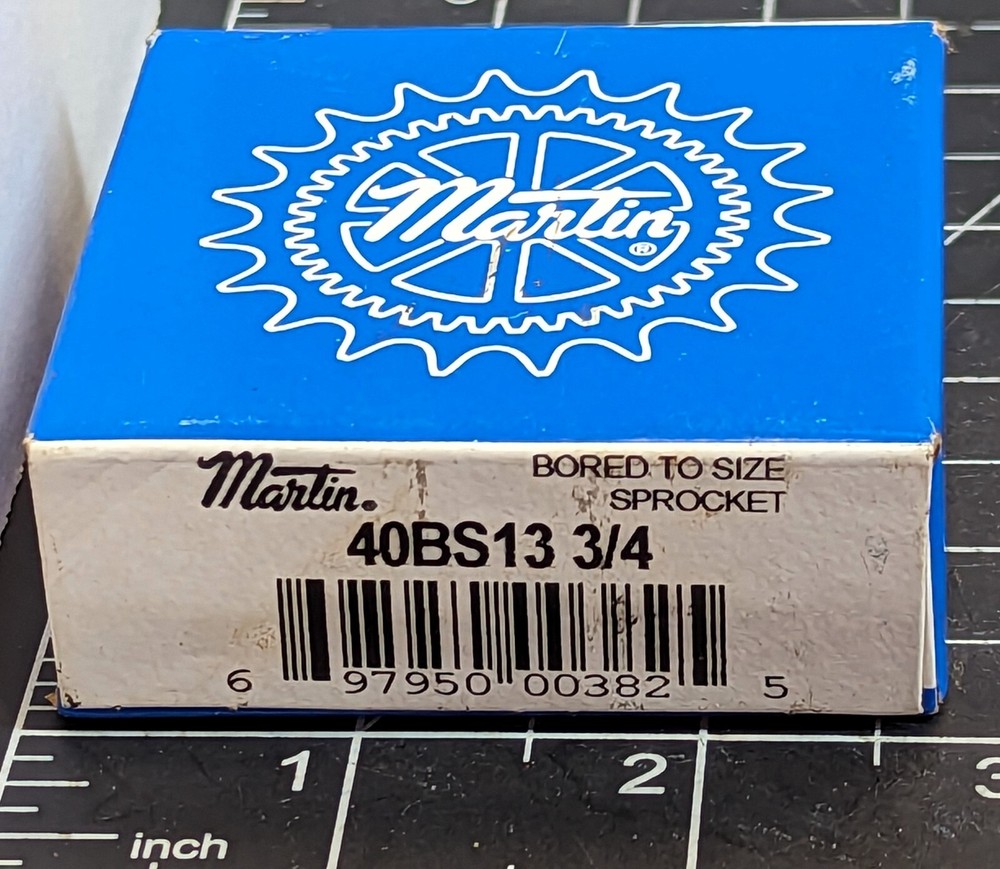 Martin®
Martin®
BORED TO SIZE
SPROCKET
40BS13 3/4
6 97950 00382 5
1 2 3
inch